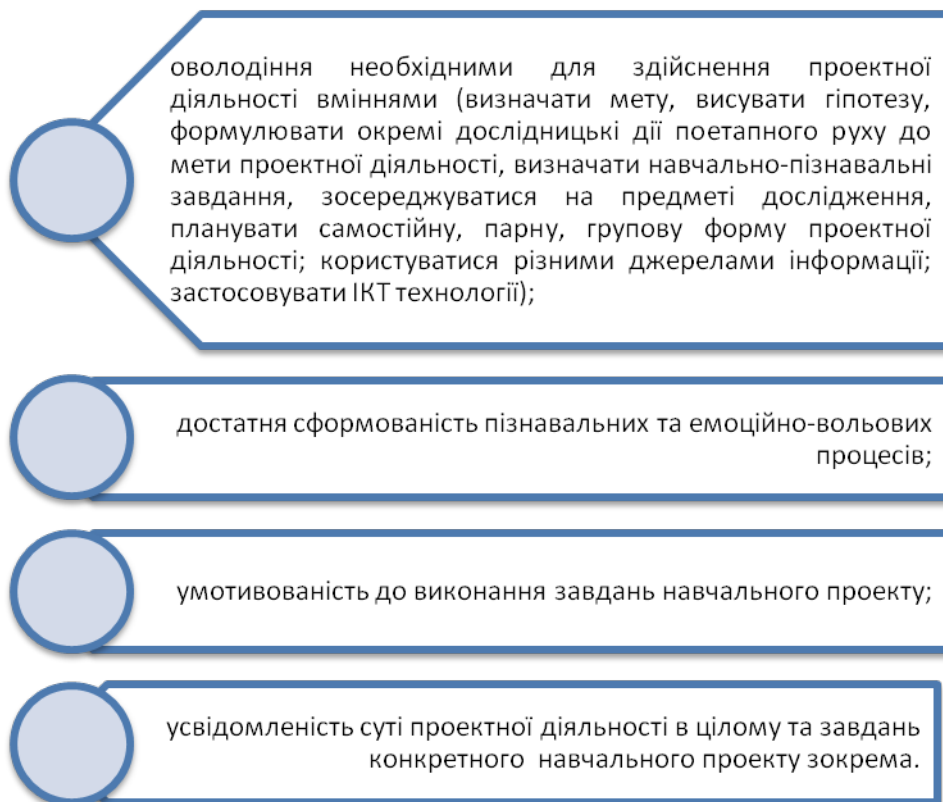 оволодіння необхідними для здійснення проектної
діяльності вміннями (визначати мету, висувати гіпотезу,
формулювати окремі дослідницькі дії поетапного руху до
мети проектної діяльності, визначати навчально-пізнавальні
завдання, зосереджуватися на предметі дослідження,
планувати самостійну, парну, групову форму проектної
діяльності; користуватися різними джерелами інформації;
застосовувати ІКТ технології);
достатня сформованість пізнавальних та емоційно-вольових
процесів;
умотивованість до виконання завдань навчального проекту;
усвідомленість суті проектної діяльності в цілому та завдань
конкретного навчального проекту зокрема.